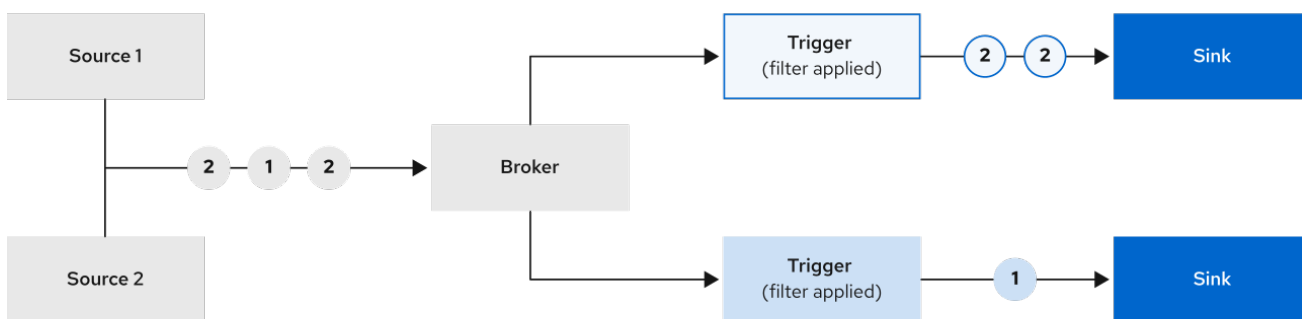 Source 1
Source 2
2 1 2
Broker
Trigger
(filter applied)
2 2
Sink
Trigger
(filter applied)
1
Sink